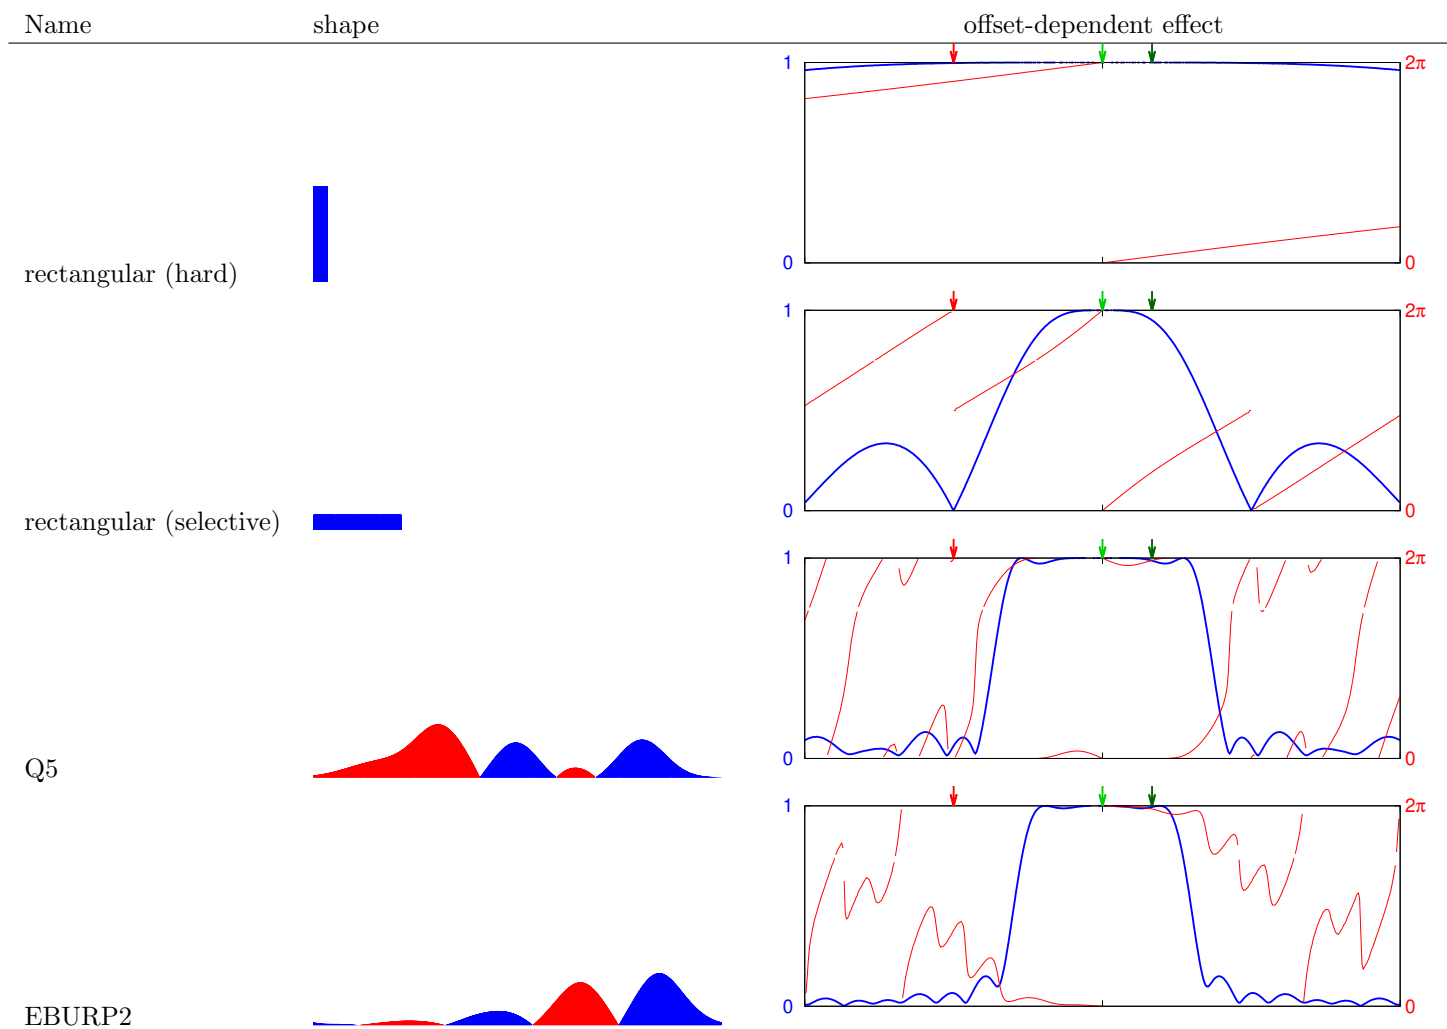 Name shape offset-dependent effect
1 2π
rectangular (hard)
0 0
1 2π
rectangular (selective)
0 0
1 2π
Q5
0 0
1 2π
EBURP2
0 0